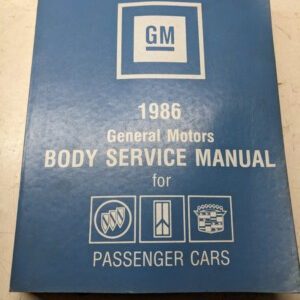 GM
1986
General Motors
BODY SERVICE MANUAL
for
PASSENGER CARS